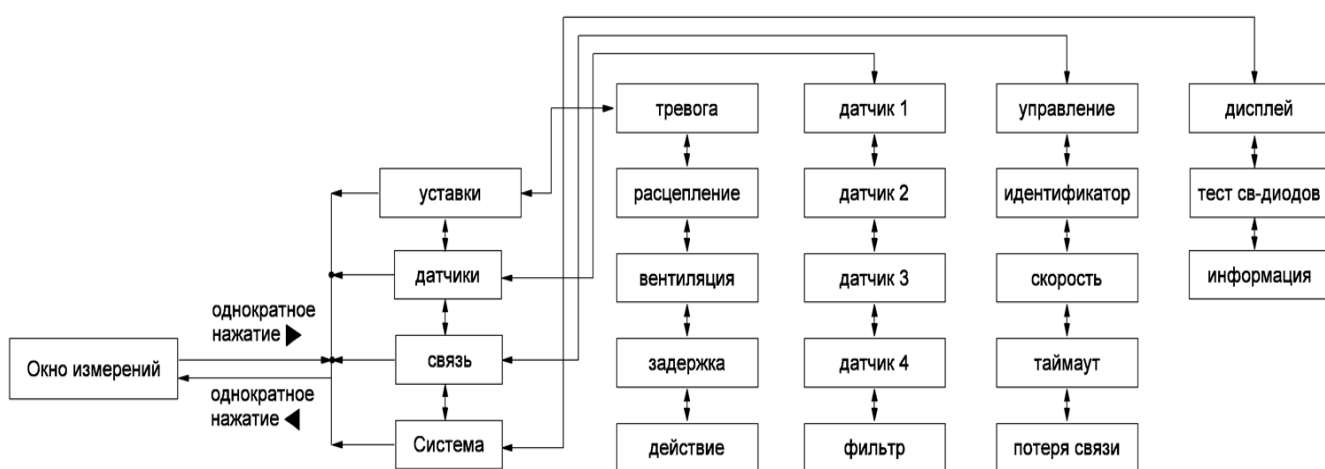 тревога
датчик 1
управление
дисплей
уставки
расцепление
датчик 2
идентификатор
тест св-диодов
датчики
вентиляция
датчик 3
скорость
информация
однократное
нажатие
Окно измерений
связь
задержка
датчик 4
таймаут
однократное
нажатие
Система
действие
фильтр
потеря связи